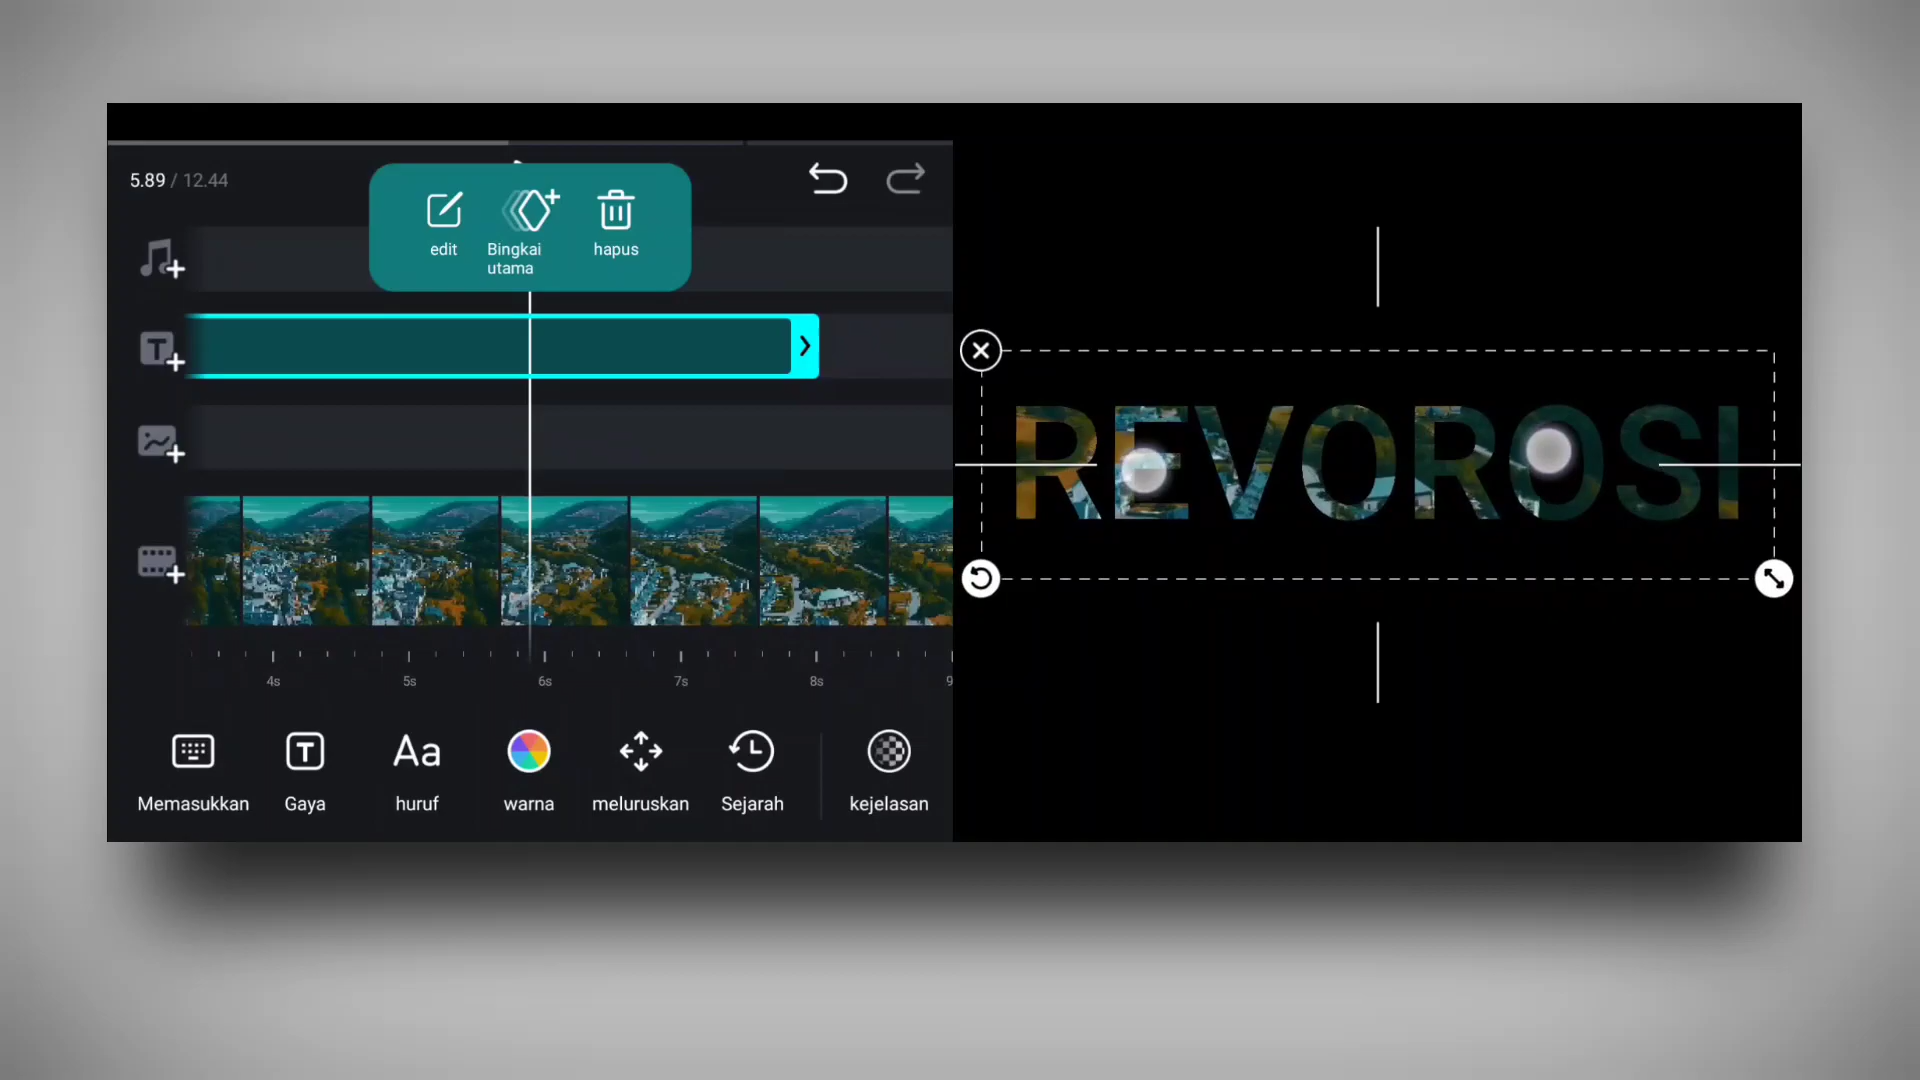 5.89 / 12.44
edit
Bingkai
utama
hapus
4s
5s
6s
7s
8s
9
Memasukkan
Gaya
huruf
warna
meluruskan
Sejarah
kejelasan
REVOROSI